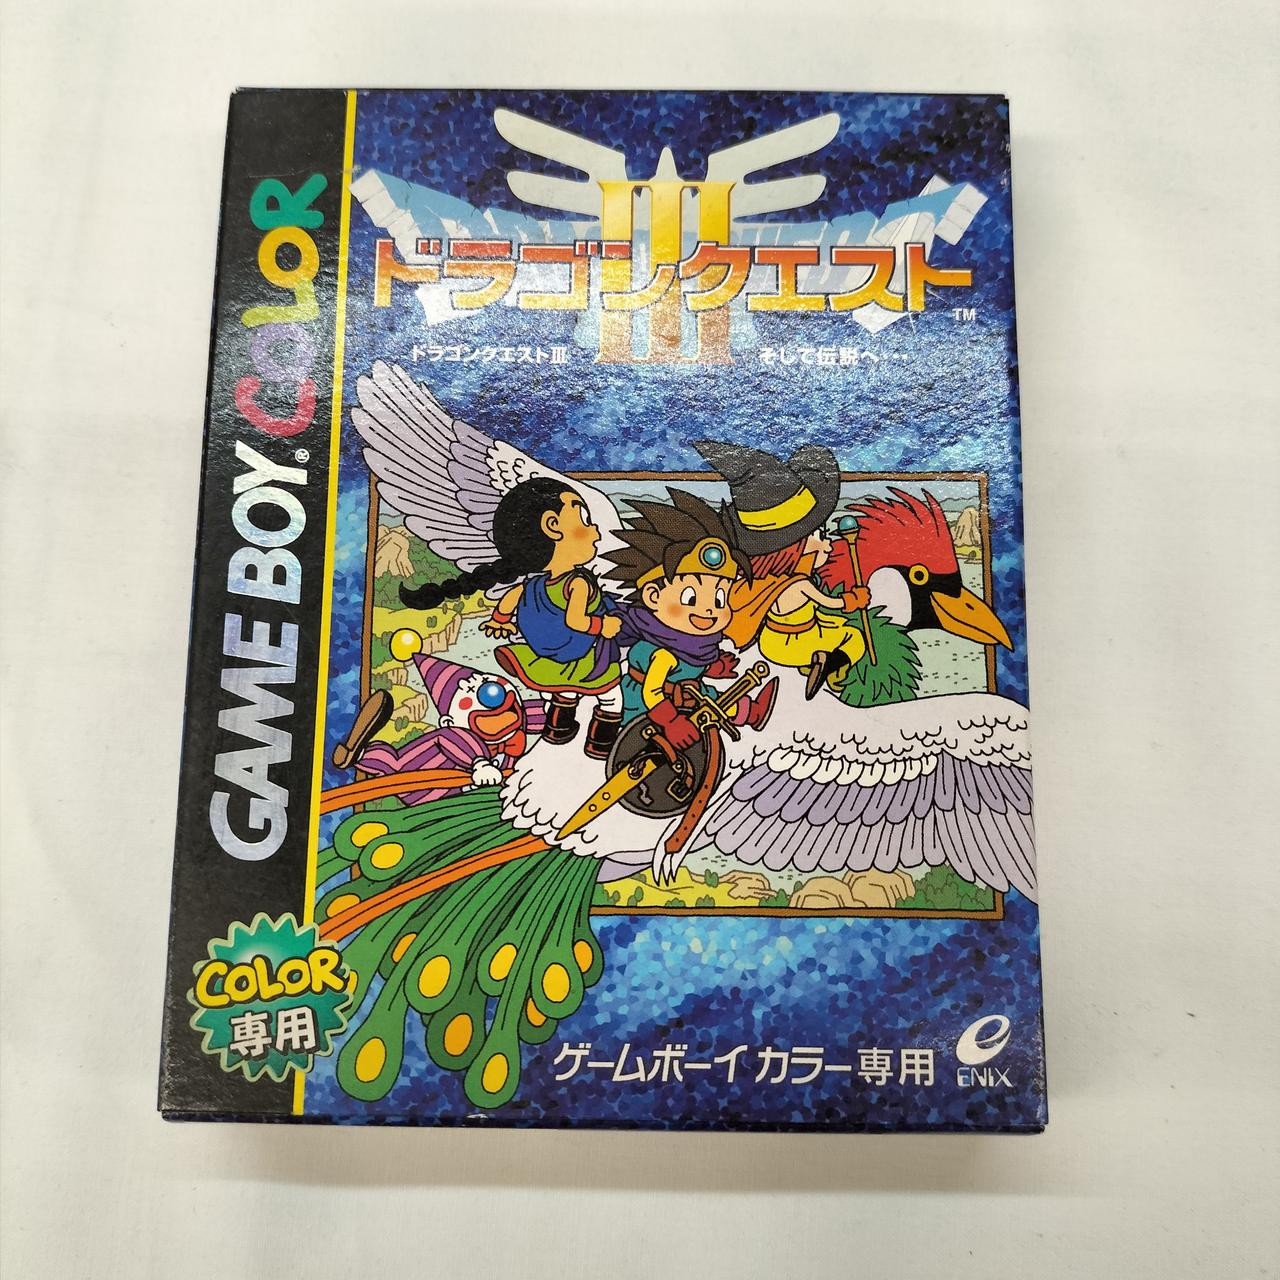 GAME BOY® COLOR
III
ドラゴンクエスト
TM
ドラゴンクエストIII そして伝説へ…
COLOR
専用
ゲームボーイカラー専用
e
ENIX